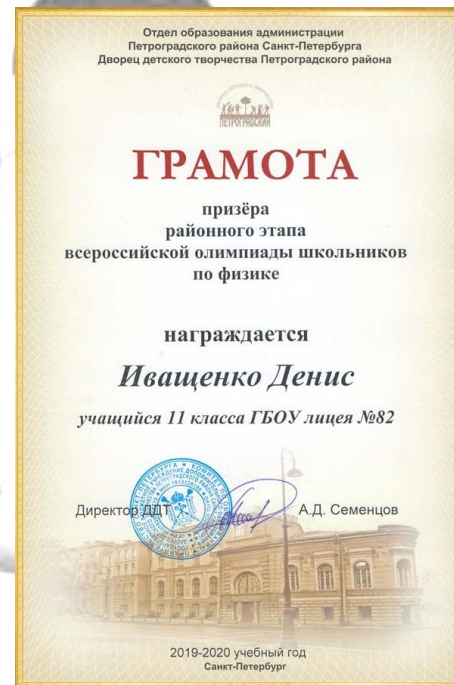 Отдел образования администрации
Петроградского района Санкт-Петербурга
Дворец детского творчества Петроградского района
ПЕТРОГРАДСКИЙ
ГРАМОТА
призёра
районного этапа
всероссийской олимпиады школьников
по физике
награждается
Иващенко Денис
учащийся 11 класса ГБОУ лицея №82
Директор ДДТ
А.Д. Семенцов
2019-2020 учебный год
Санкт-Петербург